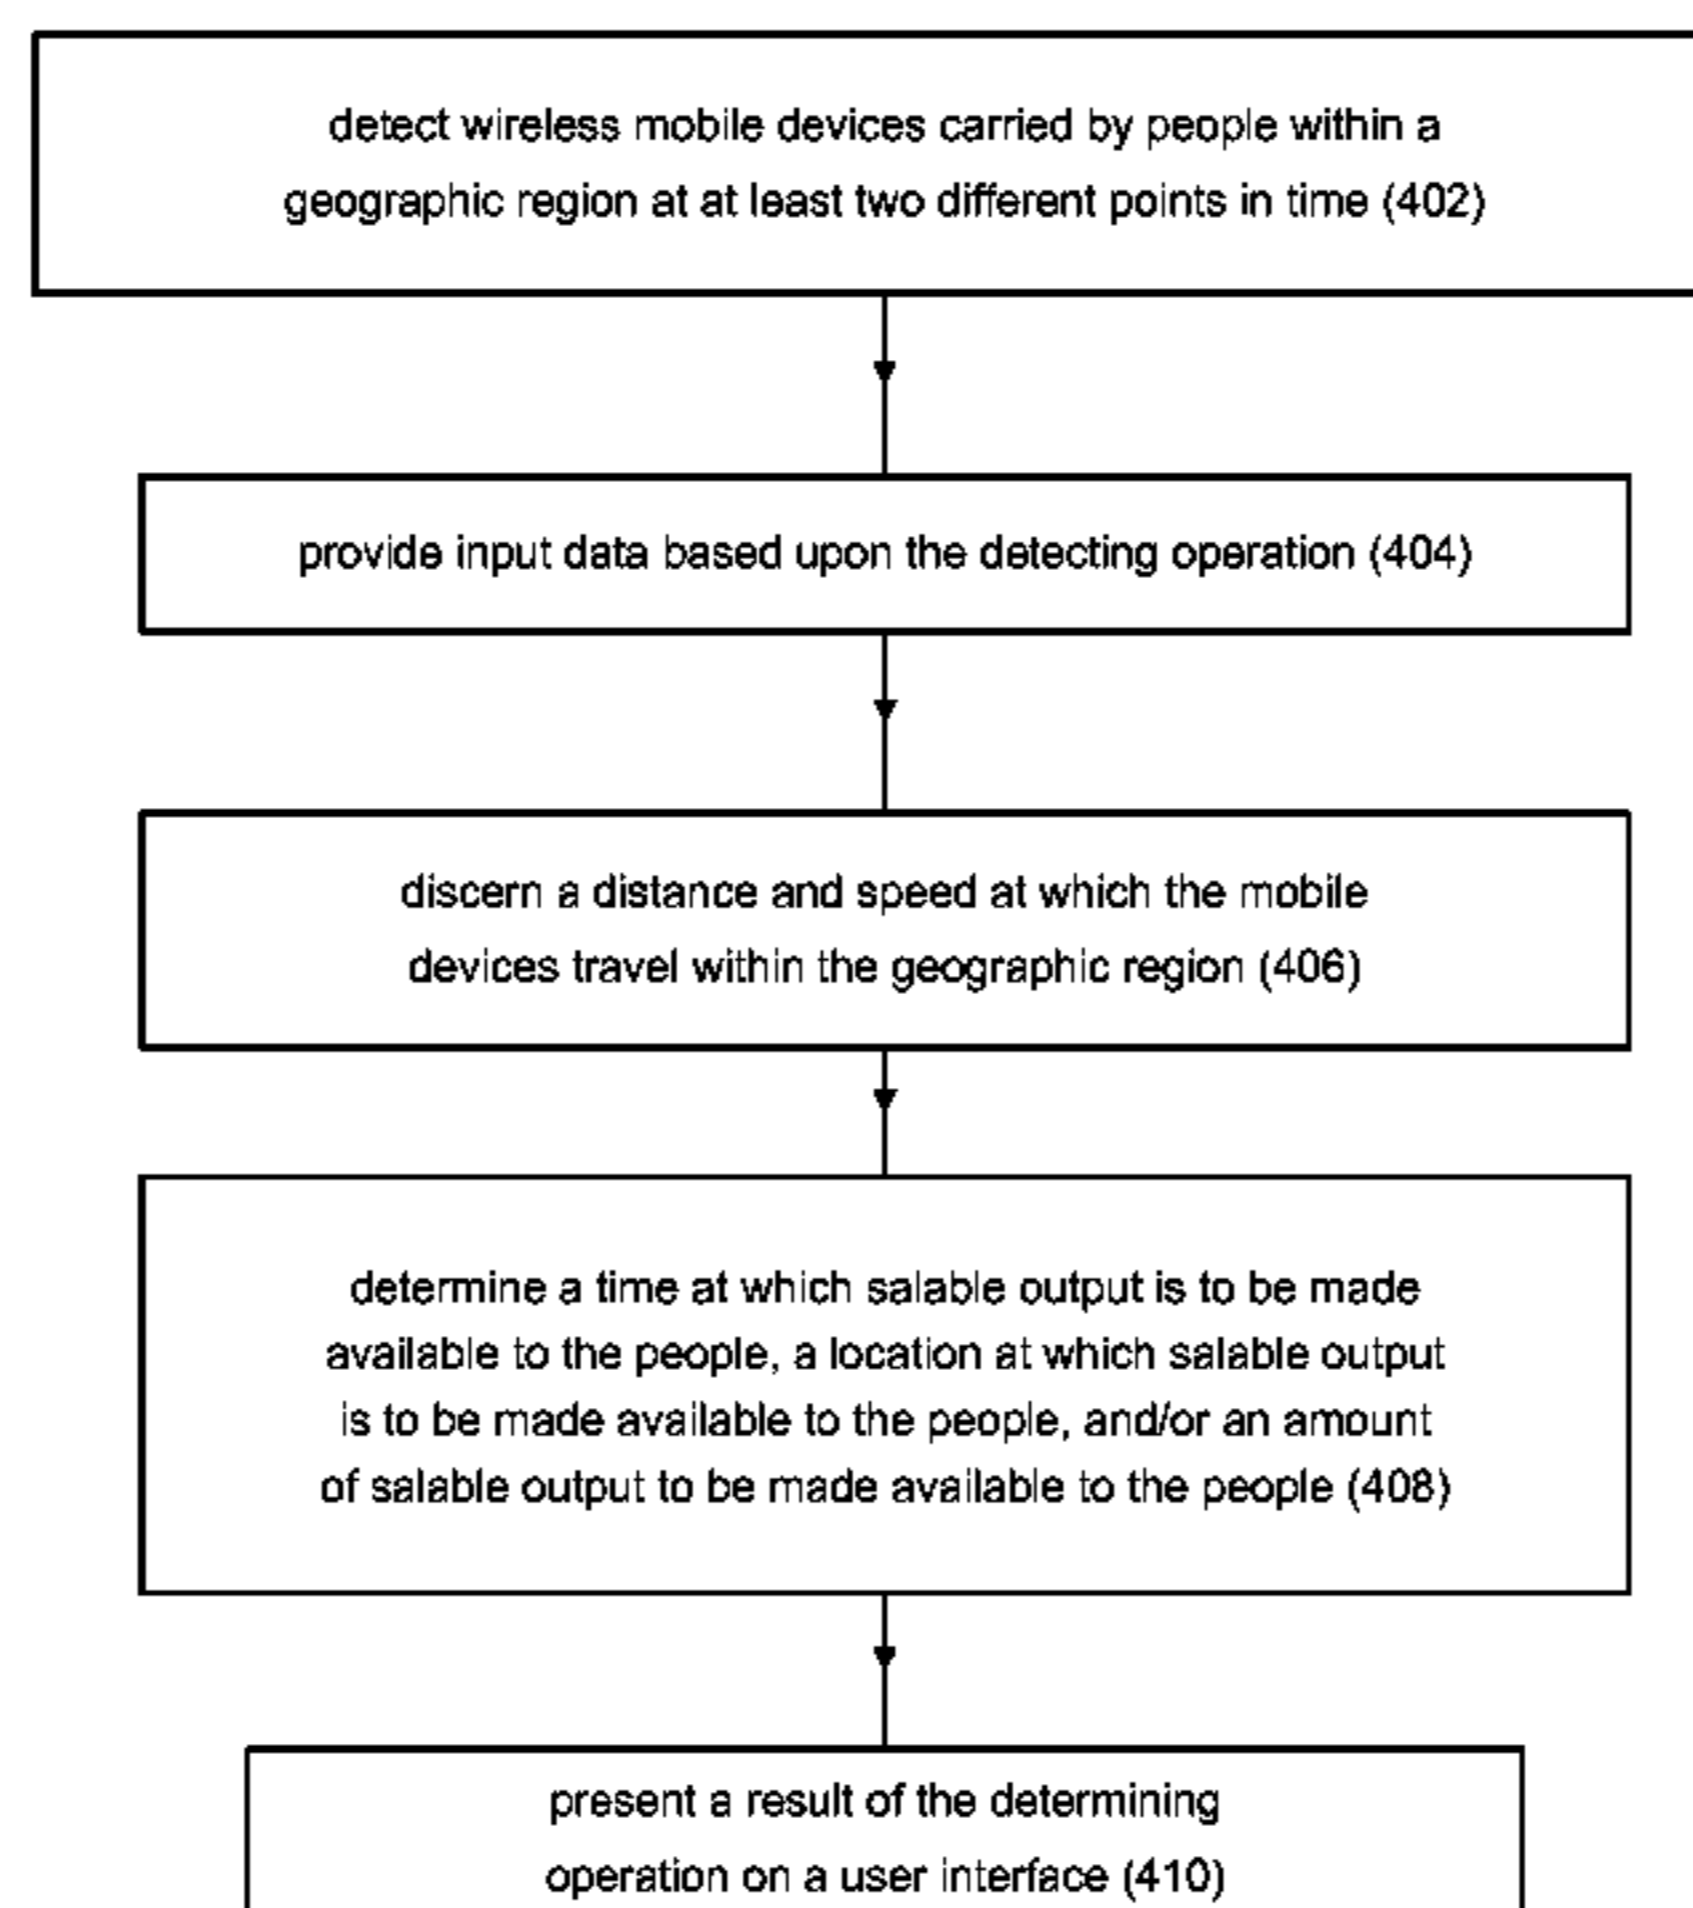 detect wireless mobile devices carried by people within a
geographic region at at least two different points in time (402)
provide input data based upon the detecting operation (404)
discern a distance and speed at which the mobile
devices travel within the geographic region (406)
determine a time at which salable output is to be made
available to the people, a location at which salable output
is to be made available to the people, and/or an amount
of salable output to be made available to the people (408)
present a result of the determining
operation on a user interface (410)